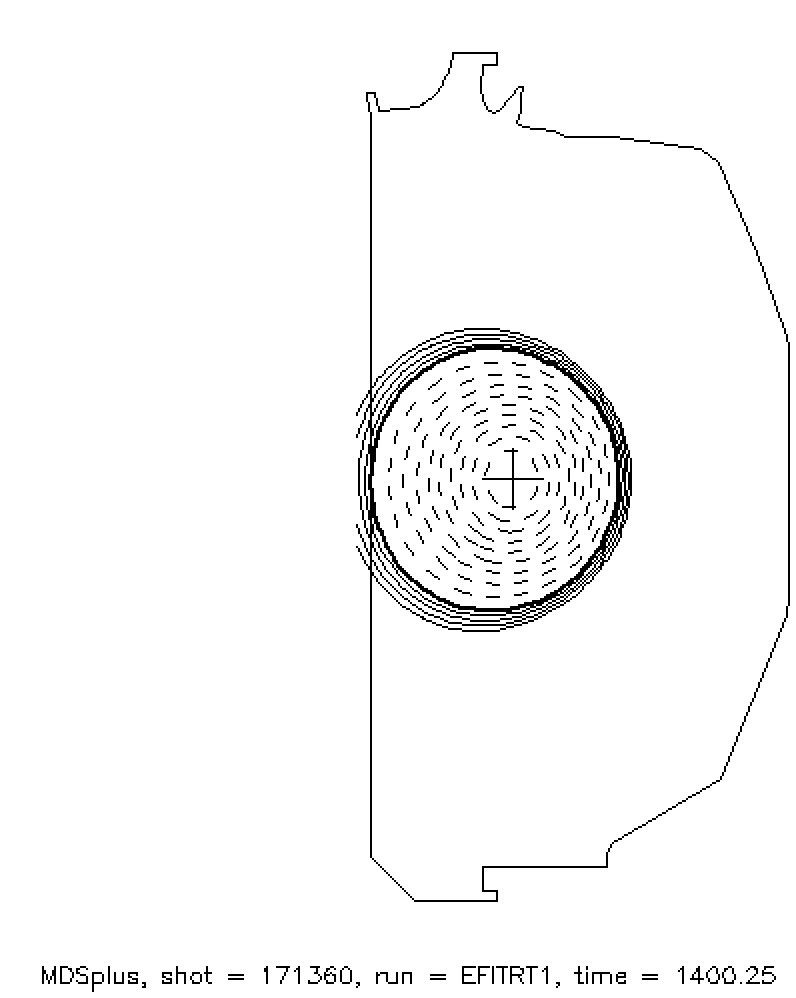 MDSplus, shot = 171360, run = EFITRT1, time = 1400.25